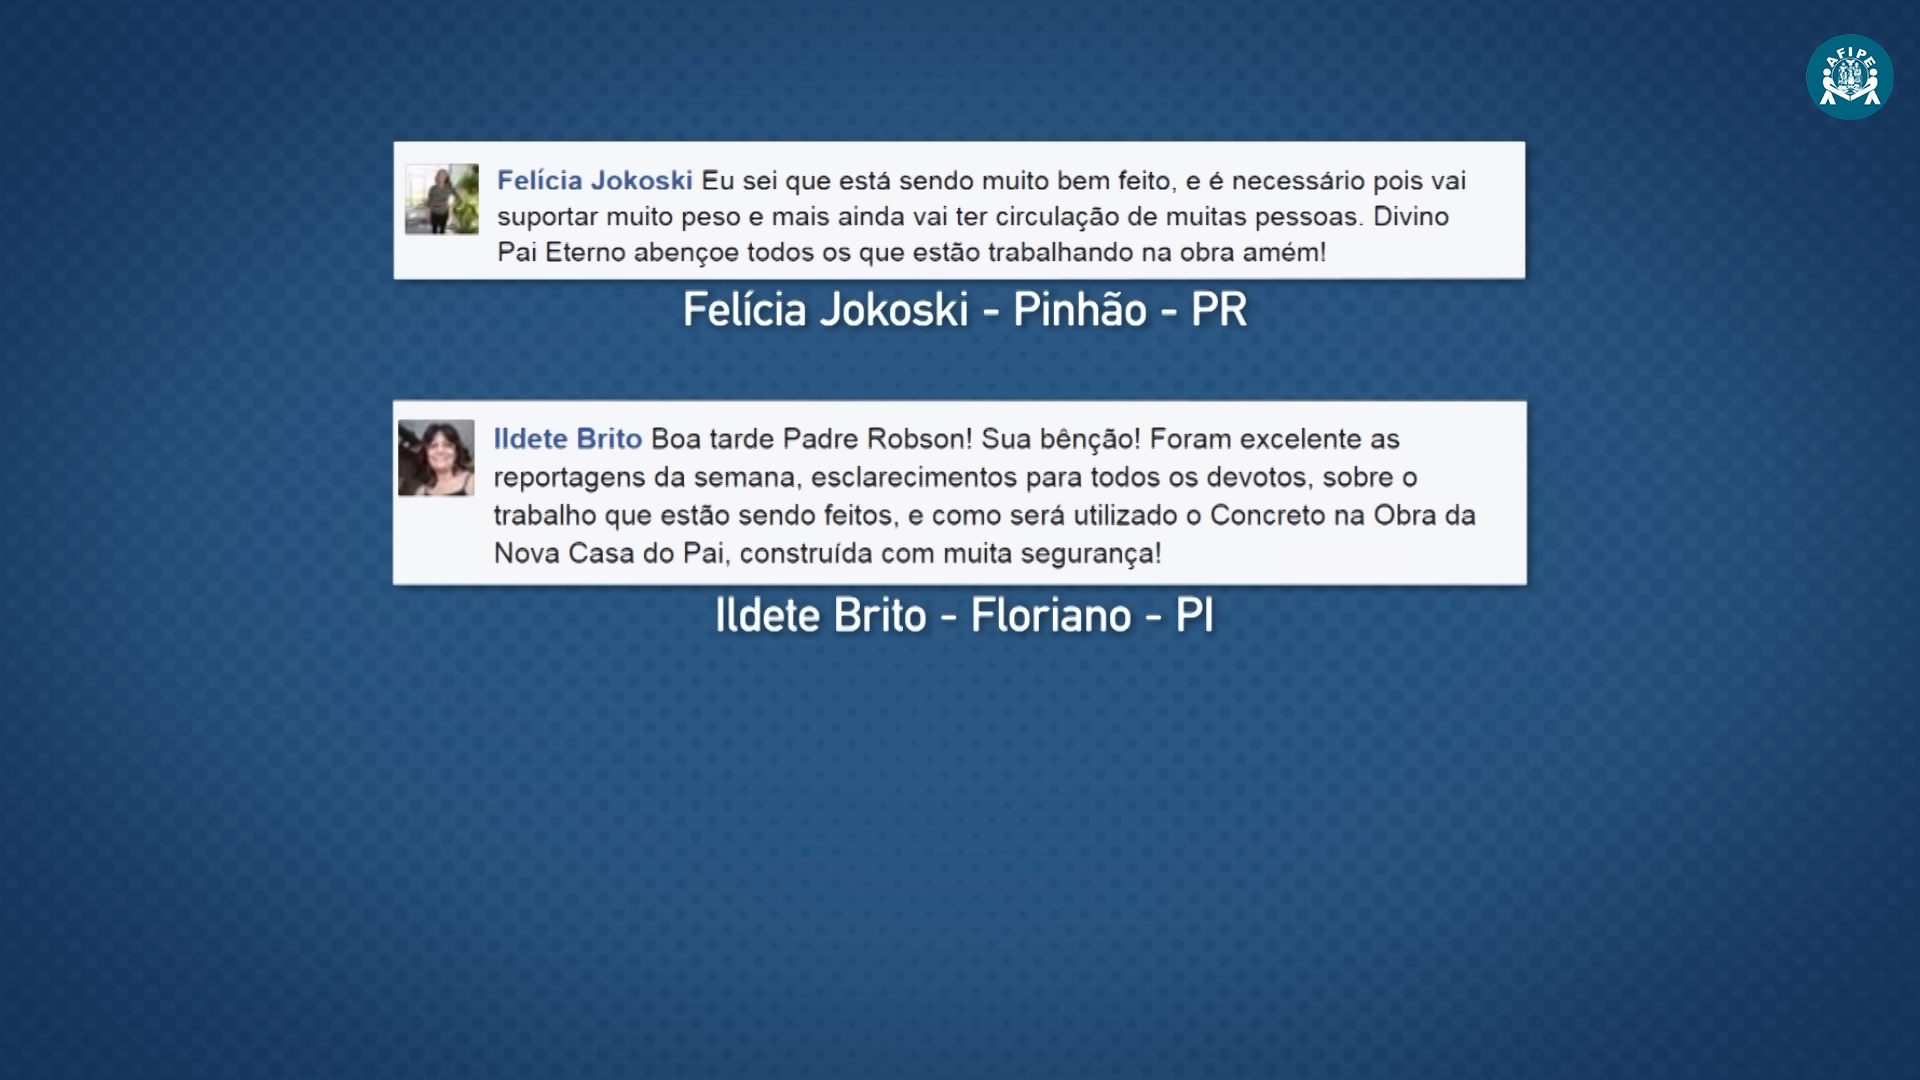 AFIPE
Felícia Jokoski Eu sei que está sendo muito bem feito, e é necessário pois vai
suportar muito peso e mais ainda vai ter circulação de muitas pessoas. Divino
Pai Eterno abençoe todos os que estão trabalhando na obra amém!
Felícia Jokoski - Pinhão - PR
Ildete Brito Boa tarde Padre Robson! Sua bênção! Foram excelente as
reportagens da semana, esclarecimentos para todos os devotos, sobre o
trabalho que estão sendo feitos, e como será utilizado o Concreto na Obra da
Nova Casa do Pai, construída com muita segurança!
Ildete Brito - Floriano - PI